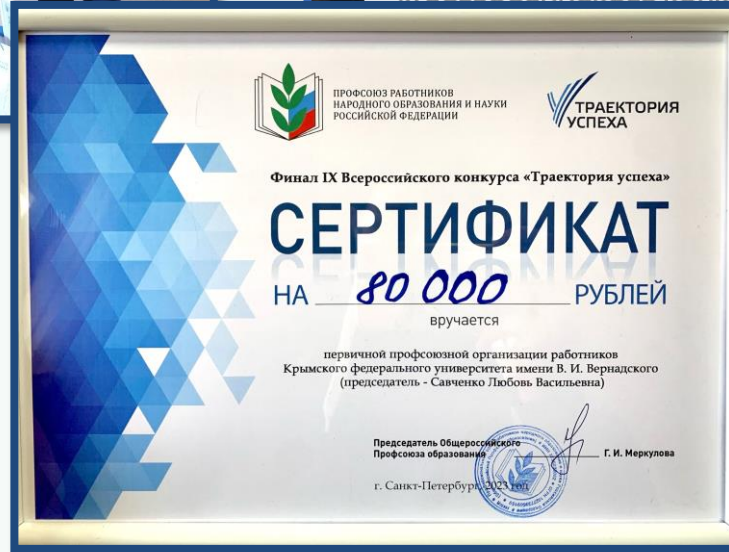 ПРОФСОЮЗ РАБОТНИКОВ
НАРОДНОГО ОБРАЗОВАНИЯ И НАУКИ
РОССИЙСКОЙ ФЕДЕРАЦИИ
ТРАЕКТОРИЯ
УСПЕХА
Финал IX Всероссийского конкурса «Траектория успеха»
СЕРТИФИКАТ
НА 80 000 РУБЛЕЙ
вручается
первичной профсоюзной организации работников
Крымского федерального университета имени В. И. Вернадского
(председатель - Савченко Любовь Васильевна)
Председатель Общероссийского
Профсоюза образования Г. И. Меркулова
г. Санкт-Петербург, 2023 год